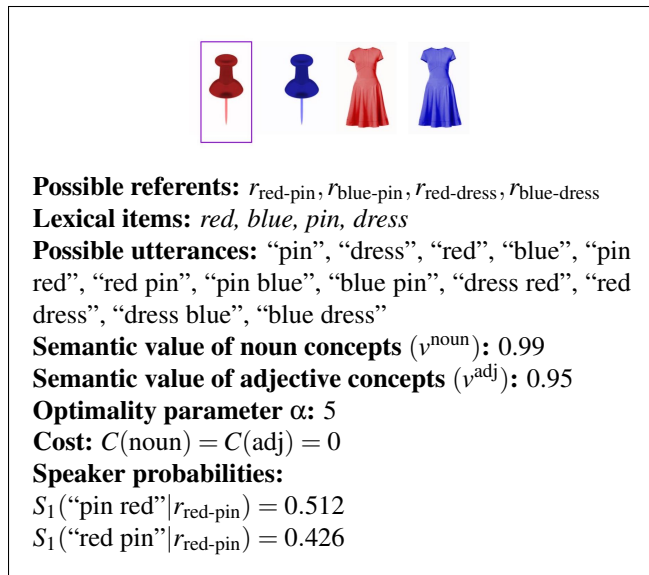 Possible referents: r_red-pin, r_blue-pin, r_red-dress, r_blue-dress
Lexical items: red, blue, pin, dress
Possible utterances: “pin”, “dress”, “red”, “blue”, “pin
red”, “red pin”, “pin blue”, “blue pin”, “dress red”, “red
dress”, “dress blue”, “blue dress”
Semantic value of noun concepts (v^noun): 0.99
Semantic value of adjective concepts (v^adj): 0.95
Optimality parameter α: 5
Cost: C(noun) = C(adj) = 0
Speaker probabilities:
S₁(“pin red”|r_red-pin) = 0.512
S₁(“red pin”|r_red-pin) = 0.426